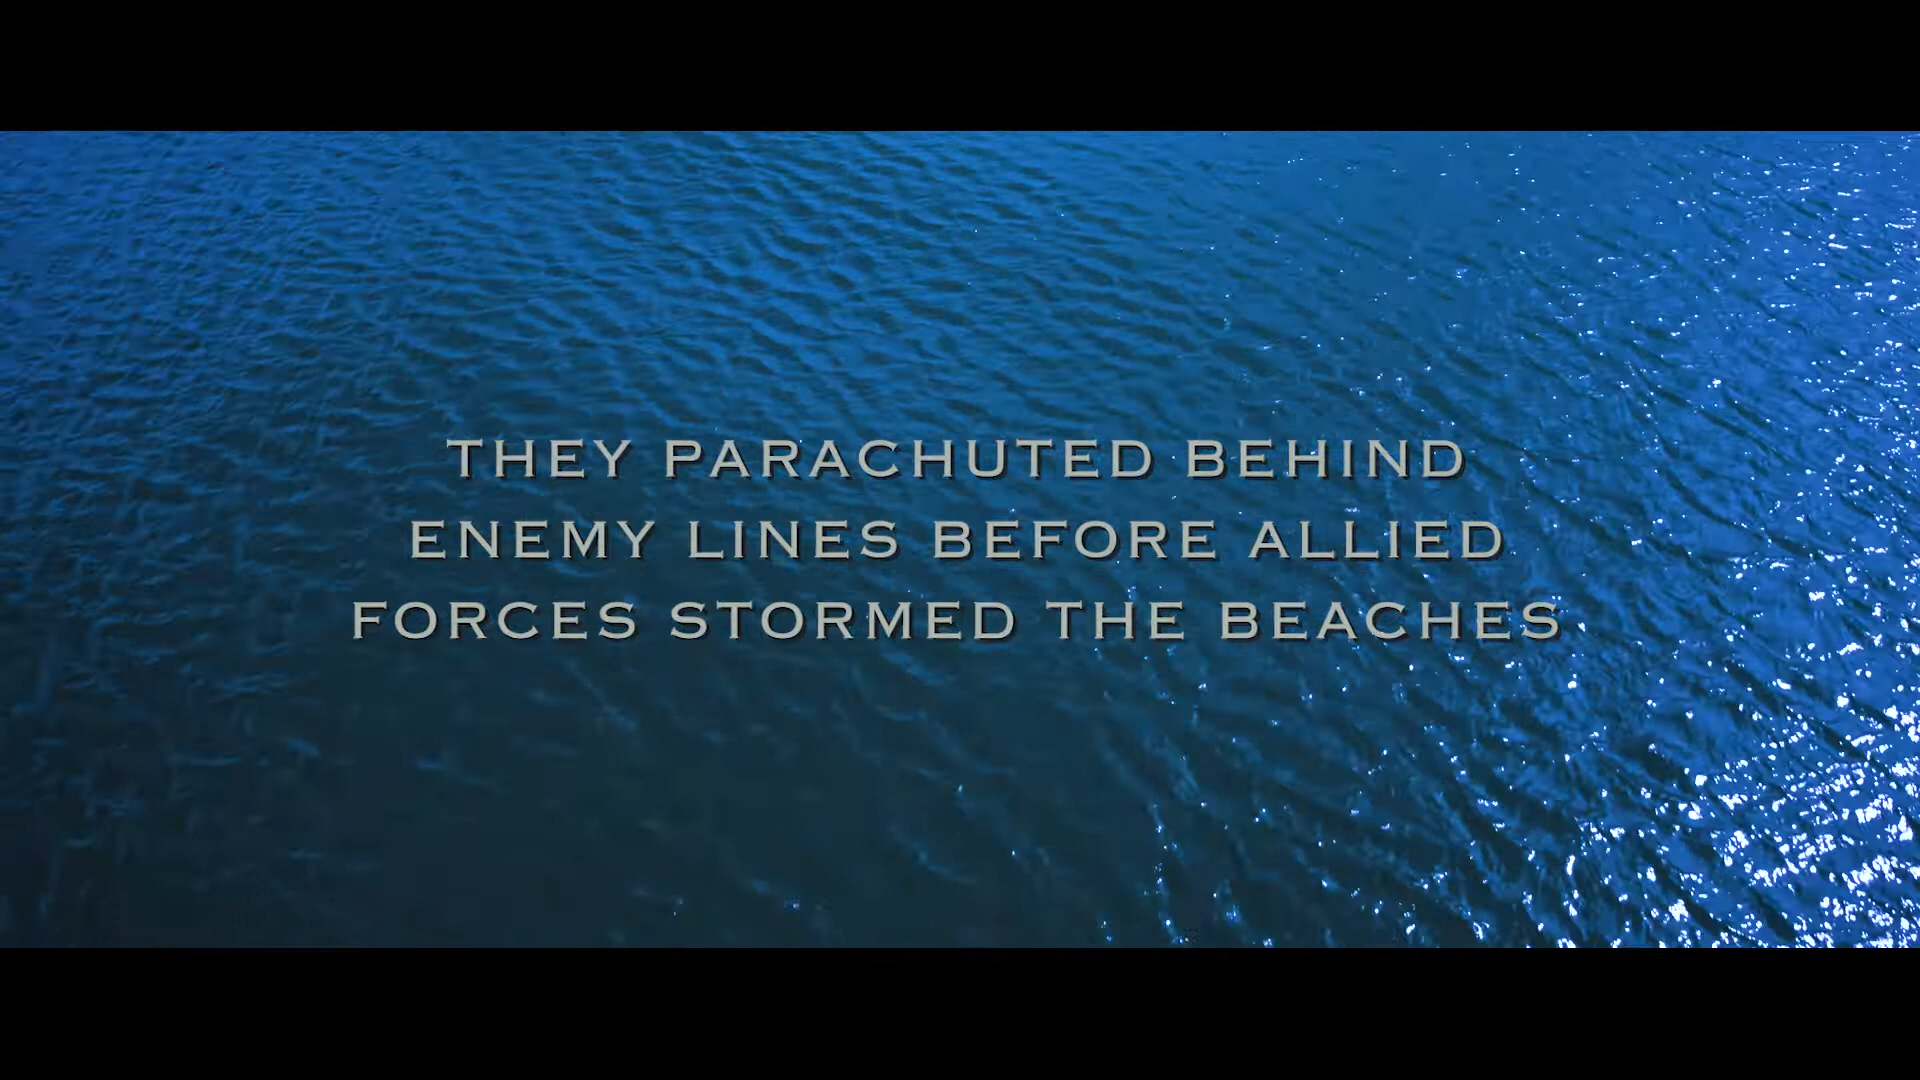 THEY PARACHUTED BEHIND
ENEMY LINES BEFORE ALLIED
FORCES STORMED THE BEACHES